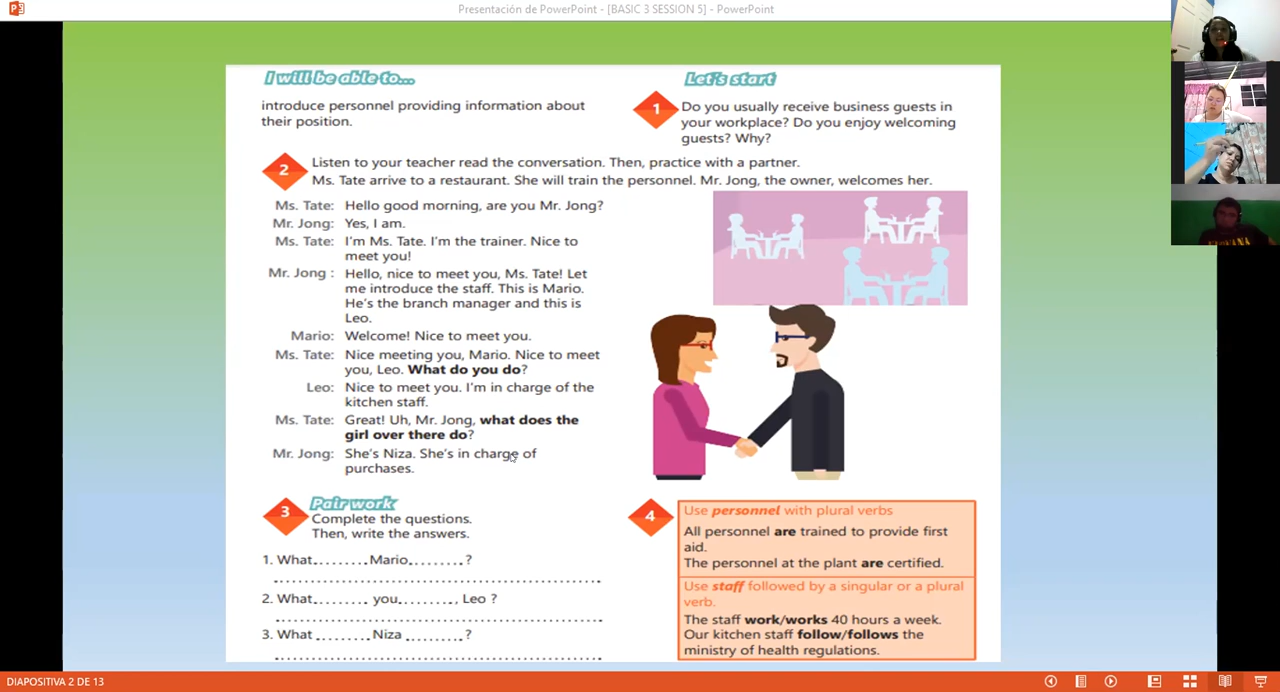 Presentación de PowerPoint - [BASIC 3 SESSION 5] - PowerPoint
I will be able to...
introduce personnel providing information about
their position.
Let's start
1
Do you usually receive business guests in
your workplace? Do you enjoy welcoming
guests? Why?
2
Listen to your teacher read the conversation. Then, practice with a partner.
Ms. Tate arrive to a restaurant. She will train the personnel. Mr. Jong, the owner, welcomes her.
Ms. Tate: Hello good morning, are you Mr. Jong?
Mr. Jong: Yes, I am.
Ms. Tate: I'm Ms. Tate. I'm the trainer. Nice to
meet you!
Mr. Jong : Hello, nice to meet you, Ms. Tate! Let
me introduce the staff. This is Mario.
He's the branch manager and this is
Leo.
Mario: Welcome! Nice to meet you.
Ms. Tate: Nice meeting you, Mario. Nice to meet
you, Leo. What do you do?
Leo: Nice to meet you. I'm in charge of the
kitchen staff.
Ms. Tate: Great! Uh, Mr. Jong, what does the
girl over there do?
Mr. Jong: She's Niza. She's in charge of
purchases.
3
Pair work
Complete the questions.
Then, write the answers.
1. What........Mario........?
2. What........ you........, Leo ?
3. What ........ Niza ........?
4
Use personnel with plural verbs
All personnel are trained to provide first
aid.
The personnel at the plant are certified.
Use staff followed by a singular or a plural
verb.
The staff work/works 40 hours a week.
Our kitchen staff follow/follows the
ministry of health regulations.
DIAPOSITIVA 2 DE 13